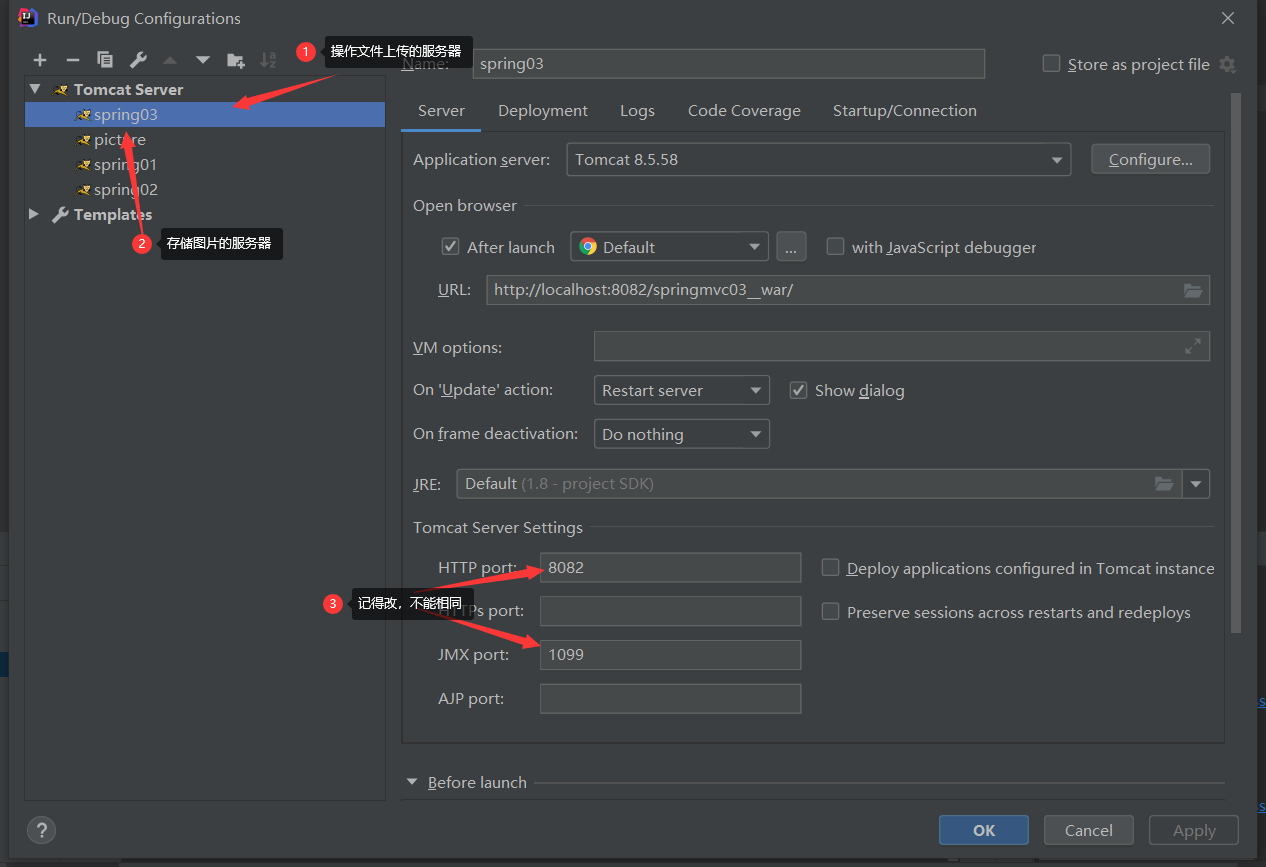 Run/Debug Configurations
1 操作文件上传的服务器
Name: spring03
Store as project file
Tomcat Server
spring03
picture
spring01
spring02
Templates
2 存储图片的服务器
Server Deployment Logs Code Coverage Startup/Connection
Application server: Tomcat 8.5.58 Configure...
Open browser
After launch Default ... with JavaScript debugger
URL: http://localhost:8082/springmvc03__war/
VM options:
On 'Update' action: Restart server Show dialog
On frame deactivation: Do nothing
JRE: Default (1.8 - project SDK)
Tomcat Server Settings
HTTP port: 8082 Deploy applications configured in Tomcat instance
3 记得改，不能相同
HTTPs port: Preserve sessions across restarts and redeploys
JMX port: 1099
AJP port:
Before launch
? OK Cancel Apply